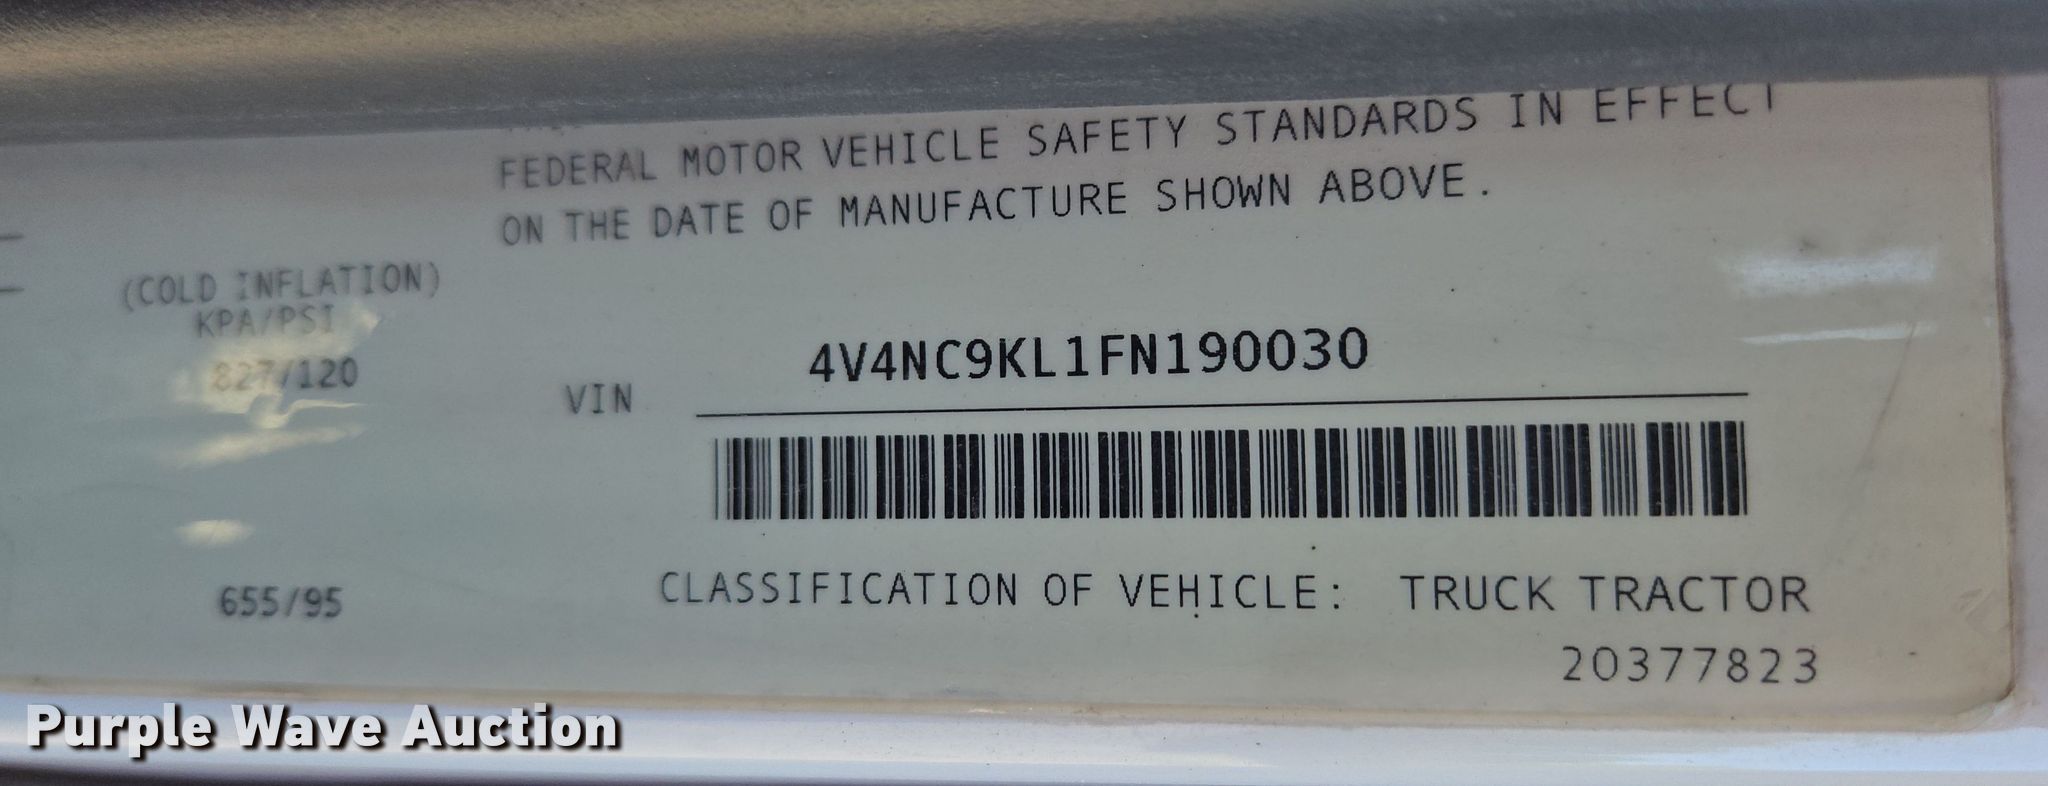 FEDERAL MOTOR VEHICLE SAFETY STANDARDS IN EFFECT
ON THE DATE OF MANUFACTURE SHOWN ABOVE.
(COLD INFLATION)
KPA/PSI
827/120
VIN 4V4NC9KL1FN190030
655/95
CLASSIFICATION OF VEHICLE: TRUCK TRACTOR
20377823
Purple Wave Auction